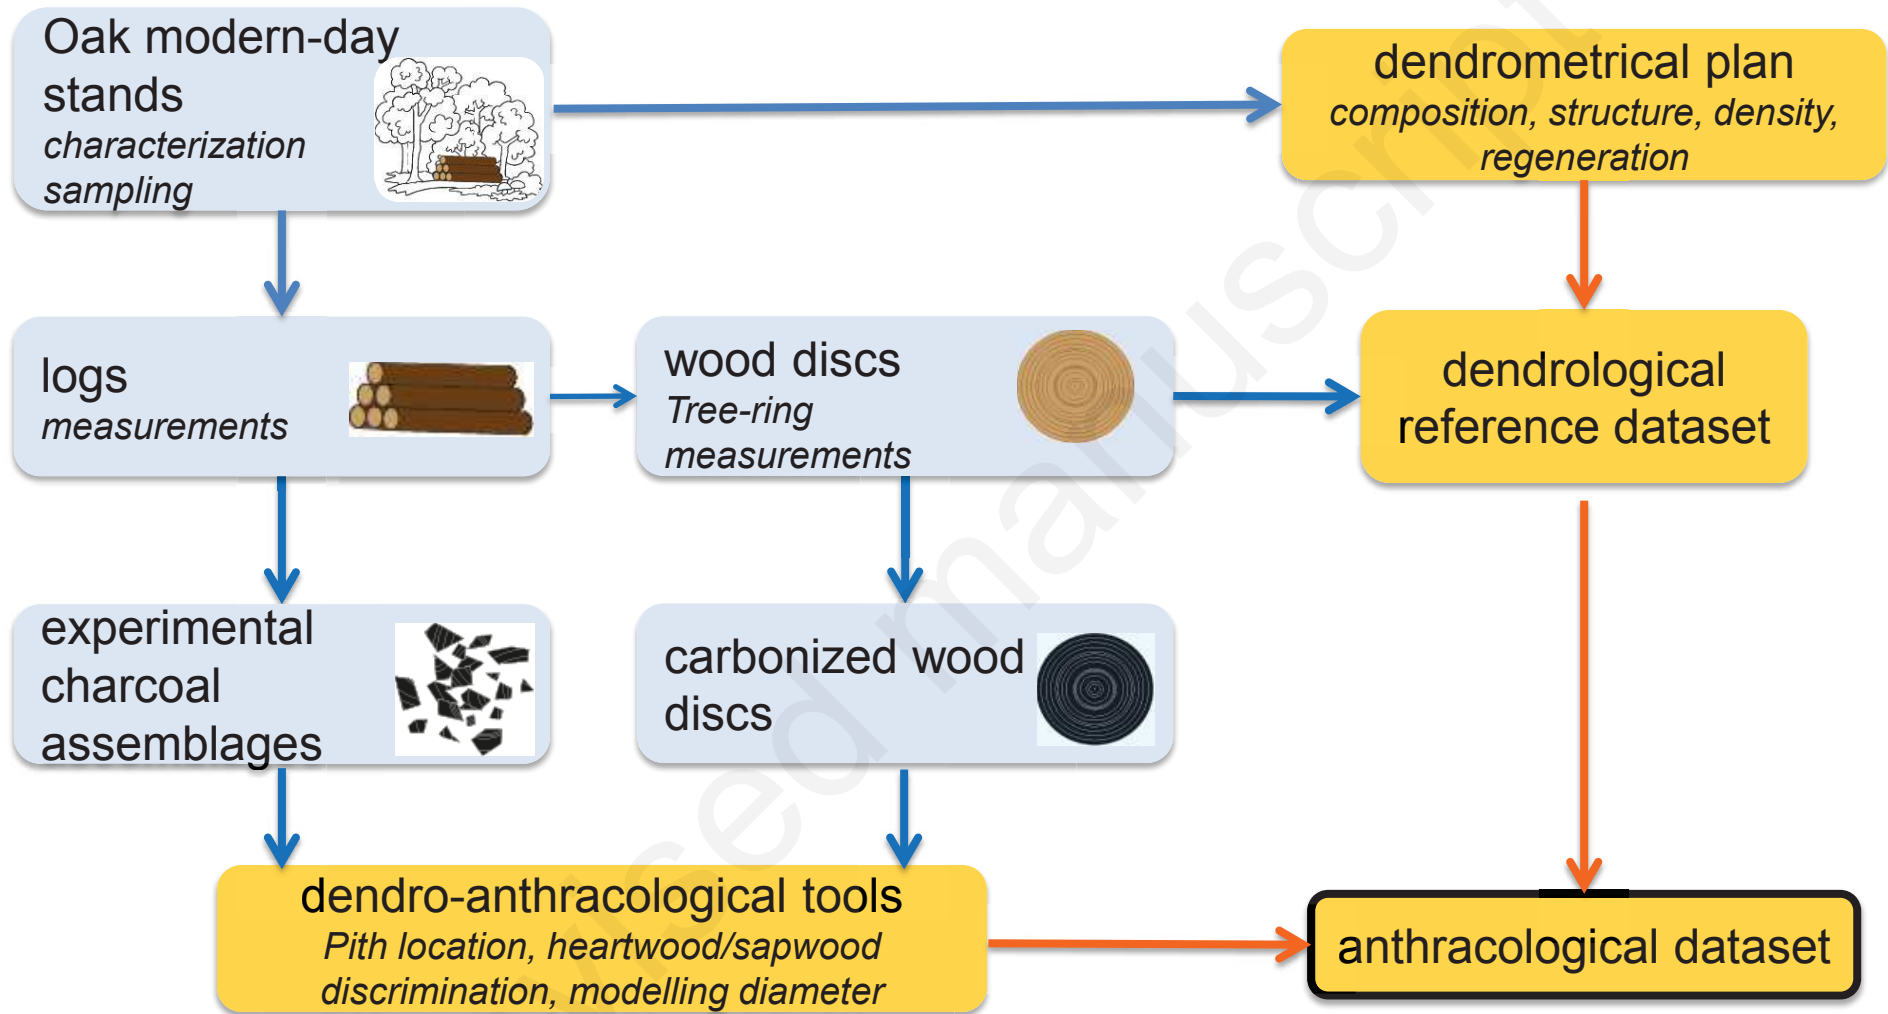 Oak modern-day
stands
characterization
sampling
dendrometrical plan
composition, structure, density,
regeneration
logs
measurements
wood discs
Tree-ring
measurements
dendrological
reference dataset
experimental
charcoal
assemblages
carbonized wood
discs
dendro-anthracological tools
Pith location, heartwood/sapwood
discrimination, modelling diameter
anthracological dataset
vised manuscript